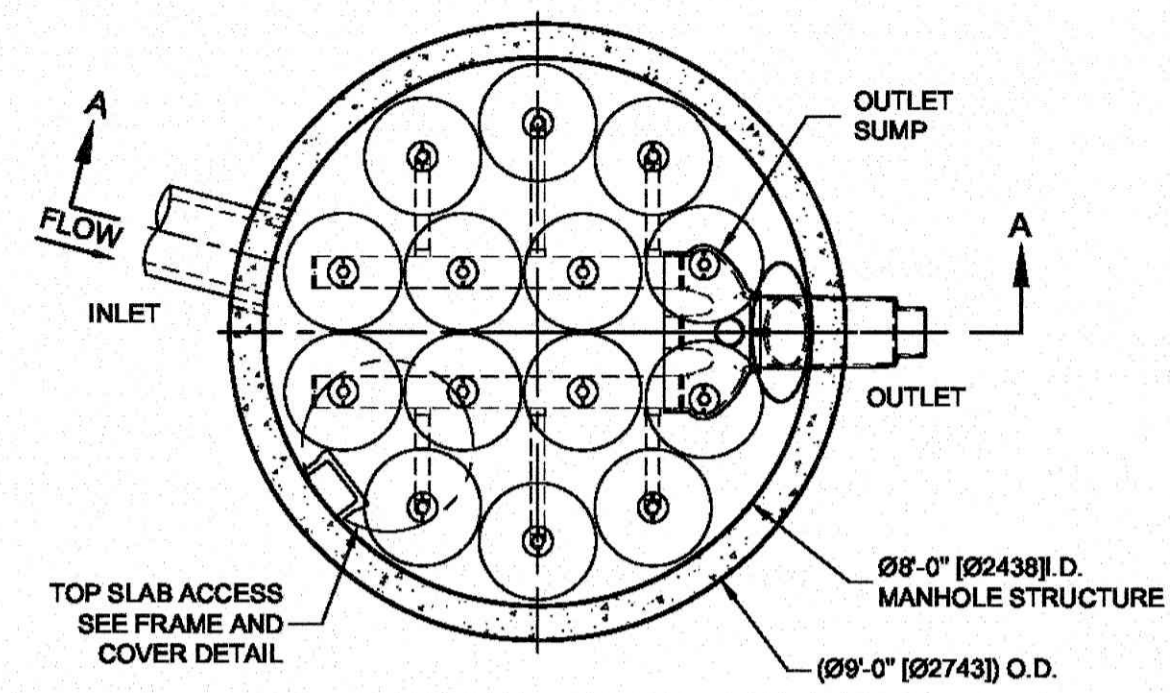 A
FLOW
INLET
OUTLET
SUMP
A
OUTLET
TOP SLAB ACCESS
SEE FRAME AND
COVER DETAIL
Ø8'-0" [Ø2438]I.D.
MANHOLE STRUCTURE
(Ø9'-0" [Ø2743]) O.D.